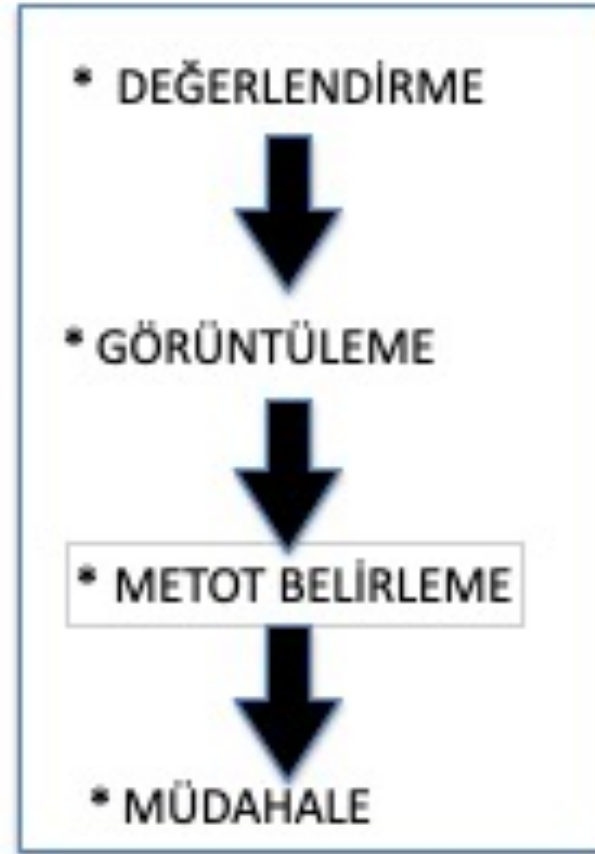 * DEĞERLENDİRME
* GÖRÜNTÜLEME
* METOT BELİRLEME
* MÜDAHALE